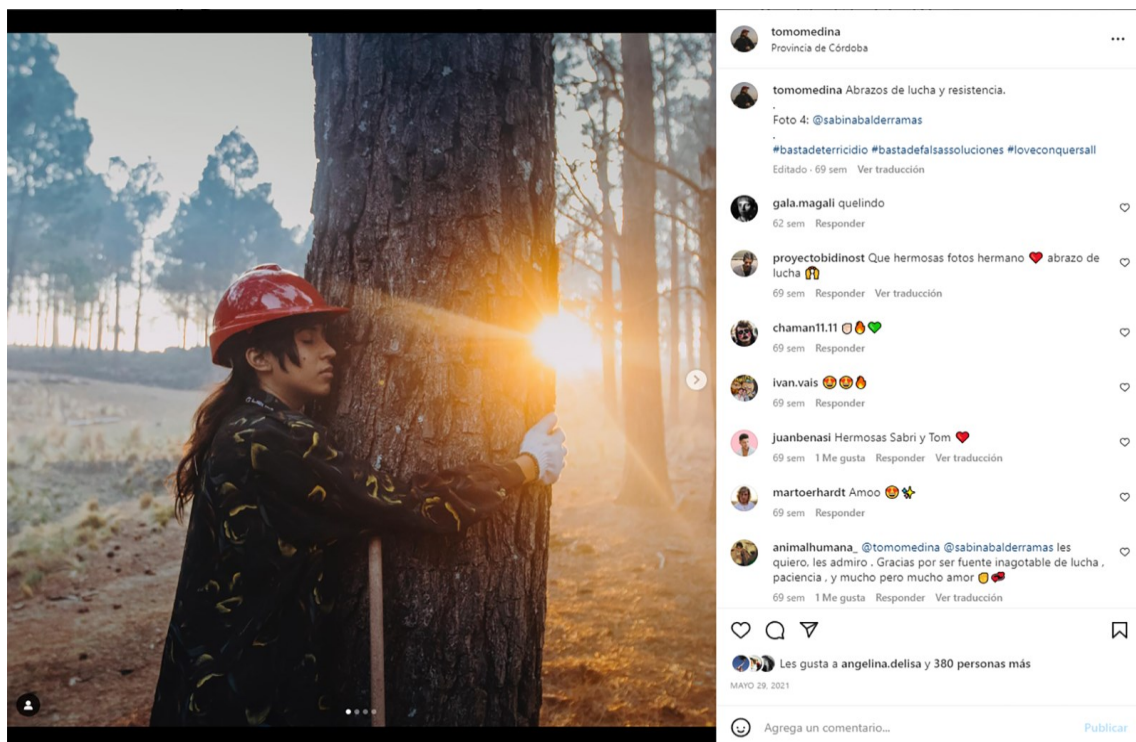 tomomedina
Provincia de Córdoba
tomomedina Abrazos de lucha y resistencia.
.
Foto 4: @sabinabalderramas
.
#bastadeterricidio #bastadefalsassoluciones #loveconquersall
Editado · 69 sem Ver traducción
gala.magali quelindo
62 sem Responder
proyectobidinost Que hermosas fotos hermano ❤️ abrazo de
lucha 🙌
69 sem Responder Ver traducción
chaman11.11 ✊🏻🔥💚
69 sem Responder
ivan.vais 😍😍🔥
69 sem Responder
juanbenasi Hermosas Sabri y Tom ❤️
69 sem 1 Me gusta Responder Ver traducción
martoerhardt Amoo 😍✨
69 sem Responder
animalhumana_ @tomomedina @sabinabalderramas les
quiero, les admiro . Gracias por ser fuente inagotable de lucha ,
paciencia , y mucho pero mucho amor ✊💕
69 sem 1 Me gusta Responder Ver traducción
Les gusta a angelina.delisa y 380 personas más
MAYO 29, 2021
Agrega un comentario... Publicar